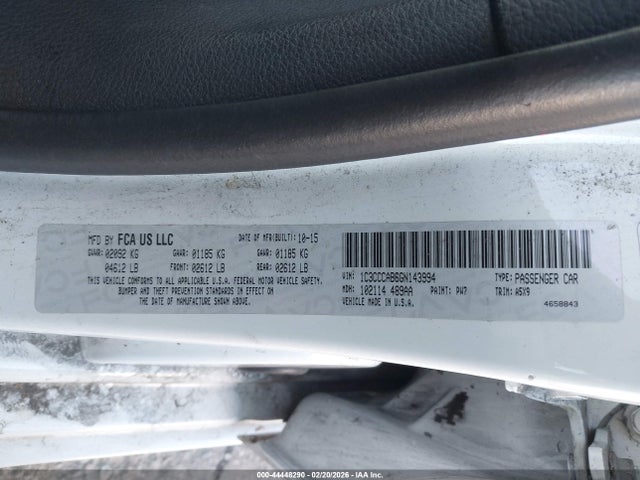 MFD BY FCA US LLC DATE OF MFR(BUILT): 10-15
GVWR: 02092 KG GAWR: 01185 KG GAWR: 01185 KG
04612 LB FRONT: 02612 LB REAR: 02612 LB
THIS VEHICLE CONFORMS TO ALL APPLICABLE U.S.A. FEDERAL MOTOR VEHICLE SAFETY,
BUMPER AND THEFT PREVENTION STANDARDS IN EFFECT ON
THE DATE OF MANUFACTURE SHOWN ABOVE.
VIN: 1C3CCCAB6GN143994 TYPE: PASSENGER CAR
MDH: 102114 489AA PAINT: PW7 TRIM: A5X9
VEHICLE MADE IN U.S.A. 4658843
000-44448290 - 02/20/2026 - IAAI.COM